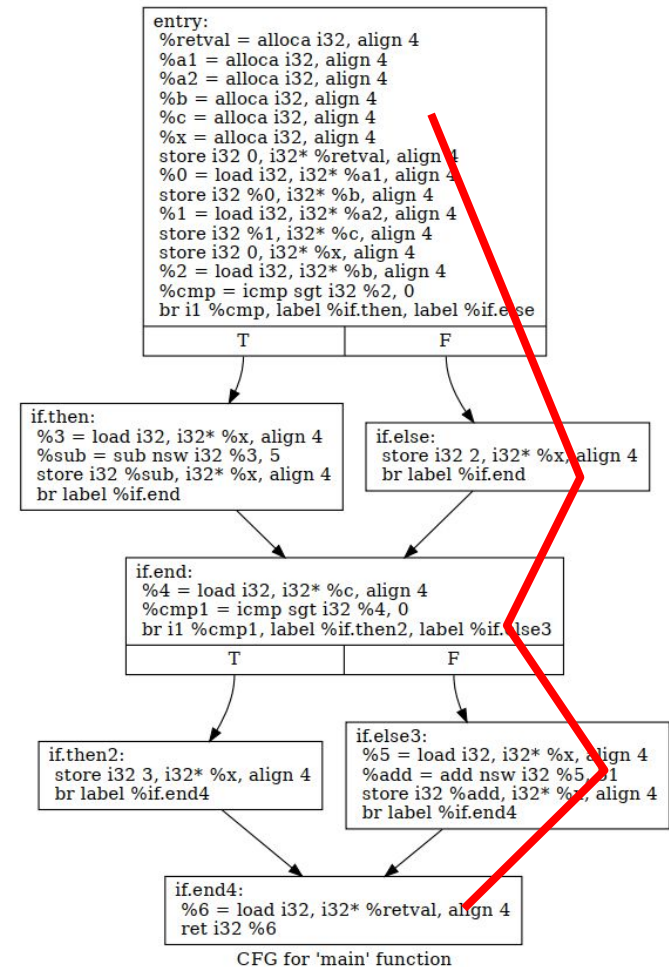 entry:
%retval = alloca i32, align 4
%a1 = alloca i32, align 4
%a2 = alloca i32, align 4
%b = alloca i32, align 4
%c = alloca i32, align 4
%x = alloca i32, align 4
store i32 0, i32* %retval, align 4
%0 = load i32, i32* %a1, align 4
store i32 %0, i32* %b, align 4
%1 = load i32, i32* %a2, align 4
store i32 %1, i32* %c, align 4
store i32 0, i32* %x, align 4
%2 = load i32, i32* %b, align 4
%cmp = icmp sgt i32 %2, 0
br i1 %cmp, label %if.then, label %if.else
T
F
if.then:
%3 = load i32, i32* %x, align 4
%sub = sub nsw i32 %3, 5
store i32 %sub, i32* %x, align 4
br label %if.end
if.else:
store i32 2, i32* %x, align 4
br label %if.end
if.end:
%4 = load i32, i32* %c, align 4
%cmp1 = icmp sgt i32 %4, 0
br i1 %cmp1, label %if.then2, label %if.else3
T
F
if.then2:
store i32 3, i32* %x, align 4
br label %if.end4
if.else3:
%5 = load i32, i32* %x, align 4
%add = add nsw i32 %5,
store i32 %add, i32* %x, align 4
br label %if.end4
if.end4:
%6 = load i32, i32* %retval, align 4
ret i32 %6
CFG for 'main' function